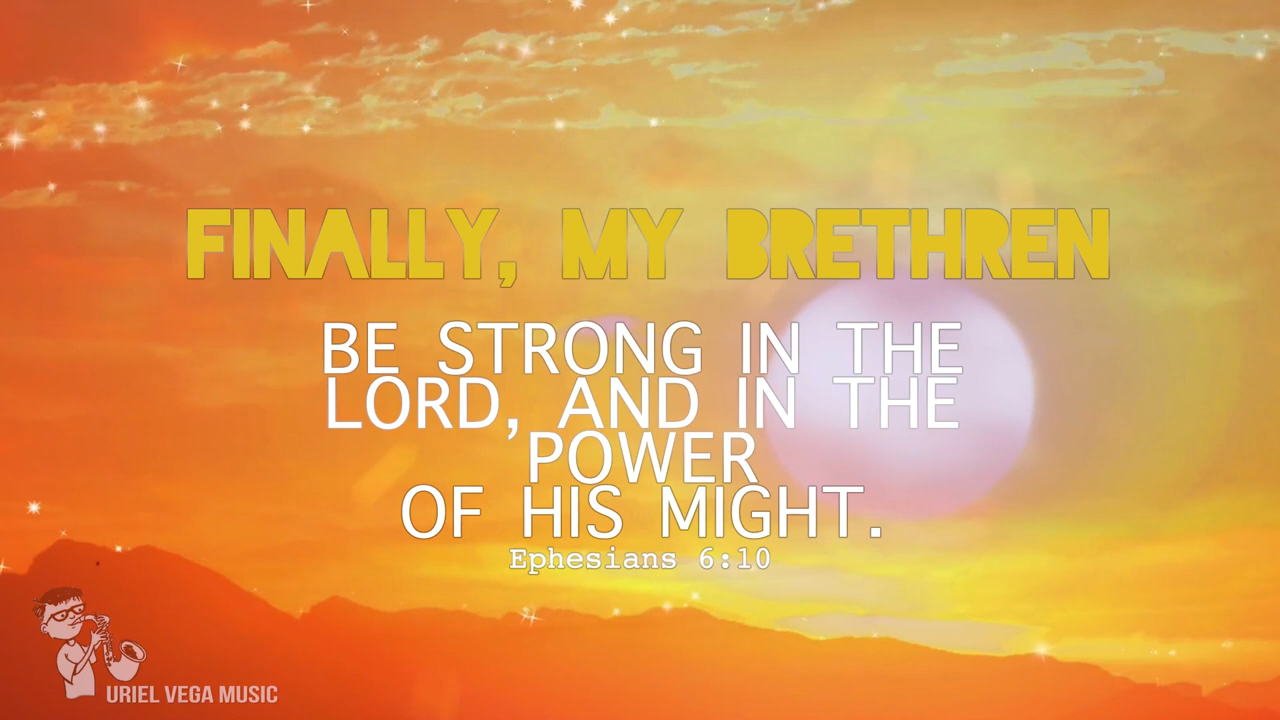 FINALLY, MY BRETHREN
BE STRONG IN THE
LORD, AND IN THE
POWER
OF HIS MIGHT.
Ephesians 6:10
URIEL VEGA MUSIC